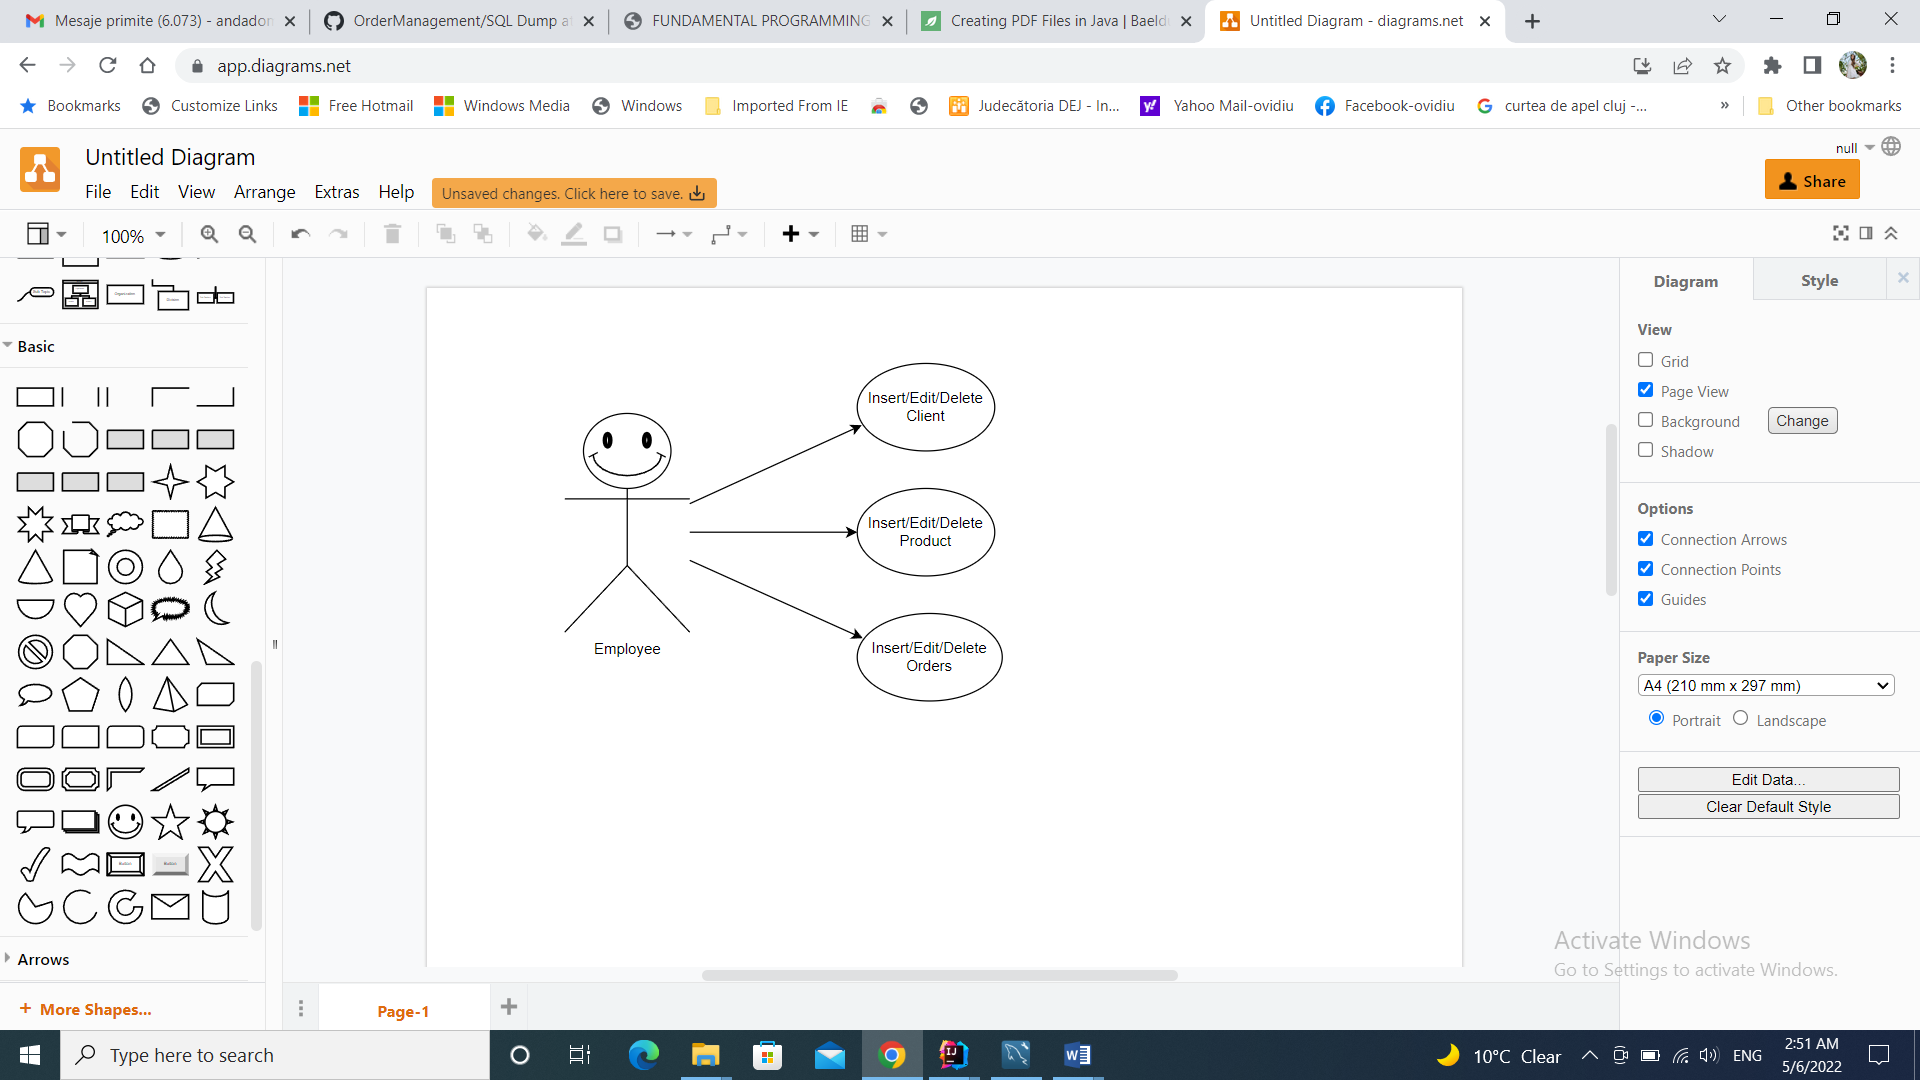 Mesaje primite (6.073) - andador
OrderManagement/SQL Dump at
FUNDAMENTAL PROGRAMMING
Creating PDF Files in Java | Baeld
Untitled Diagram - diagrams.net
app.diagrams.net
Bookmarks
Customize Links
Free Hotmail
Windows Media
Windows
Imported From IE
Judecătoria DEJ - In...
Yahoo Mail-ovidiu
Facebook-ovidiu
curtea de apel cluj -...
»
Other bookmarks
Untitled Diagram
null
File Edit View Arrange Extras Help
Unsaved changes. Click here to save.
Share
100%
Basic
Arrows
+ More Shapes...
Insert/Edit/Delete
Client
Insert/Edit/Delete
Product
Insert/Edit/Delete
Orders
Employee
Page-1
Diagram
Style
View
Grid
Page View
Background
Change
Shadow
Options
Connection Arrows
Connection Points
Guides
Paper Size
A4 (210 mm x 297 mm)
Portrait
Landscape
Edit Data...
Clear Default Style
Activate Windows
Go to Settings to activate Windows.
Type here to search
10°C Clear
ENG
2:51 AM
5/6/2022